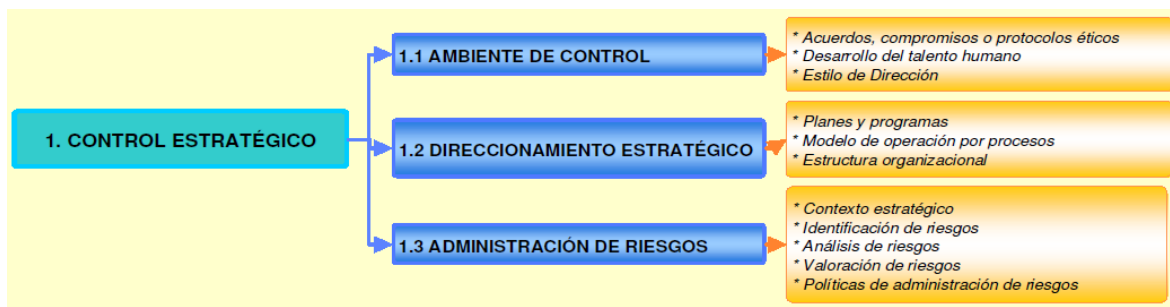 1. CONTROL ESTRATÉGICO
1.1 AMBIENTE DE CONTROL
* Acuerdos, compromisos o protocolos éticos
* Desarrollo del talento humano
* Estilo de Dirección
1.2 DIRECCIONAMIENTO ESTRATÉGICO
* Planes y programas
* Modelo de operación por procesos
* Estructura organizacional
1.3 ADMINISTRACIÓN DE RIESGOS
* Contexto estratégico
* Identificación de riesgos
* Análisis de riesgos
* Valoración de riesgos
* Políticas de administración de riesgos